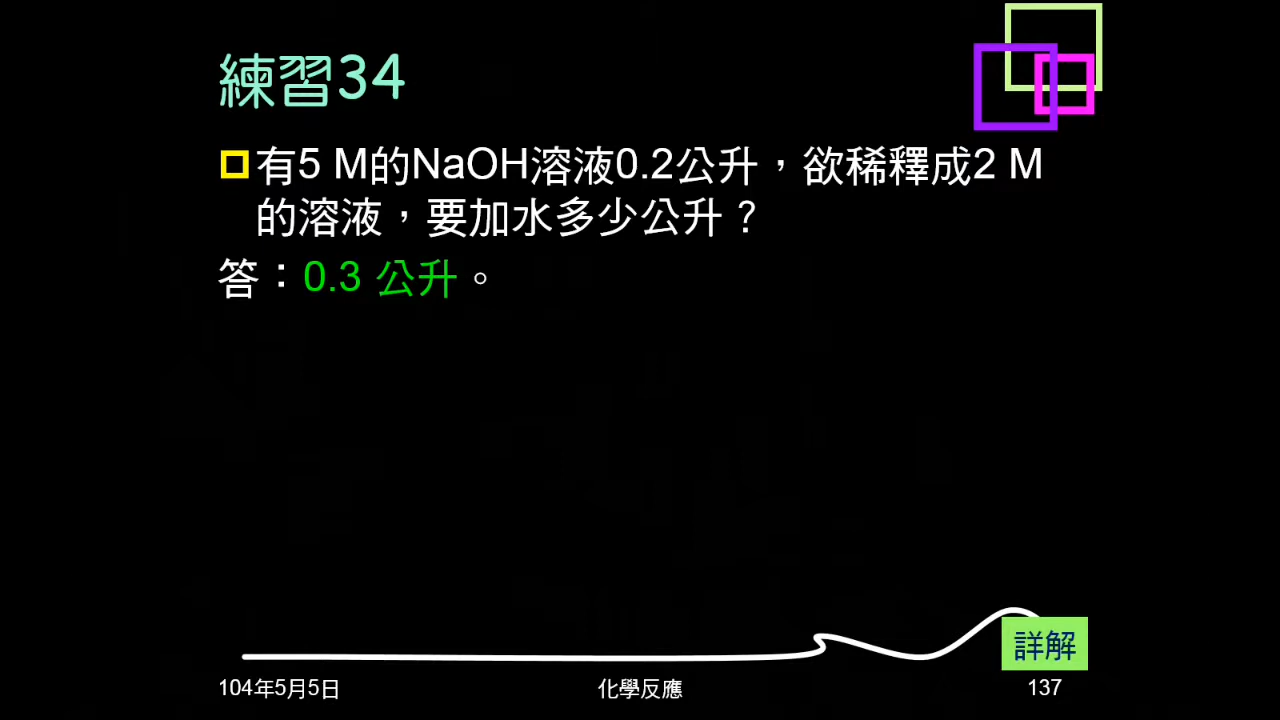 練習34
有5 M的NaOH溶液0.2公升，欲稀釋成2 M
的溶液，要加水多少公升？
答：0.3 公升。
詳解
104年5月5日
化學反應
137